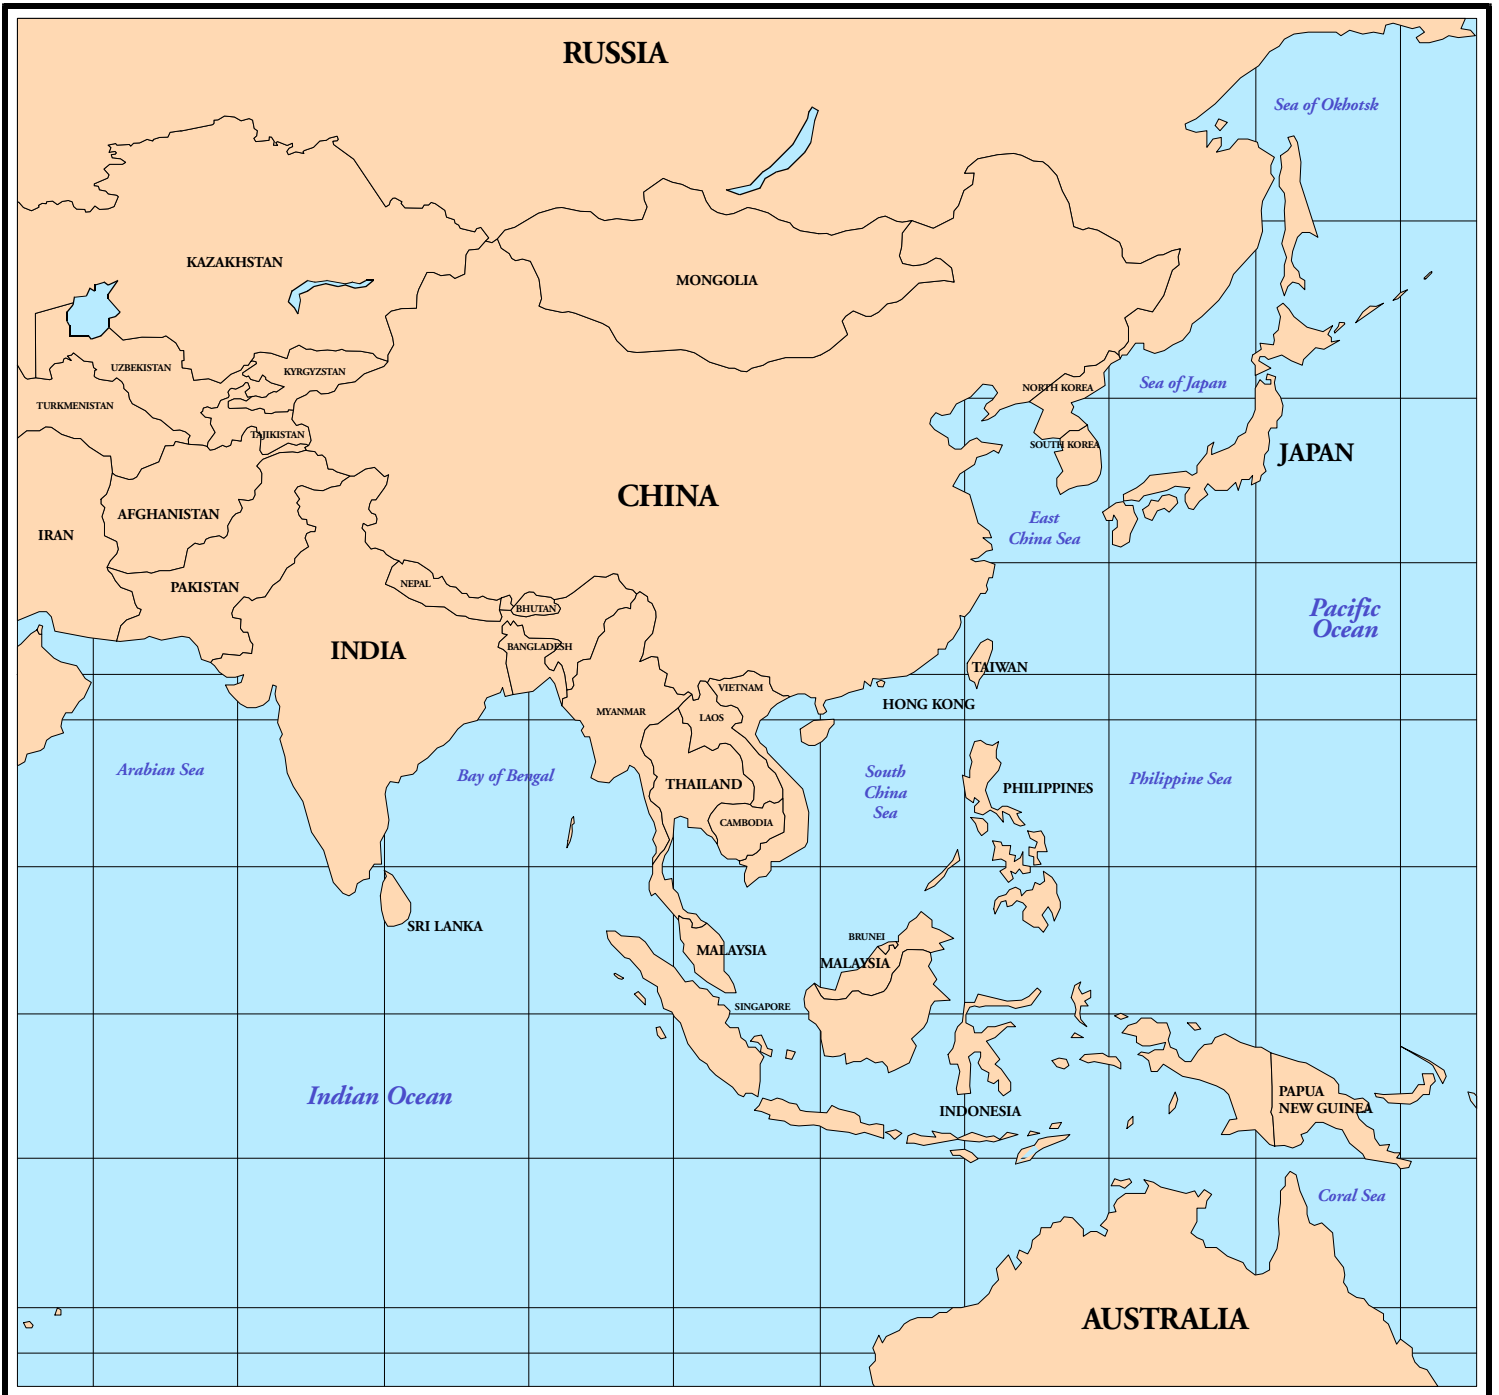 RUSSIA
Sea of Okhotsk
KAZAKHSTAN
MONGOLIA
UZBEKISTAN
KYRGYZSTAN
NORTH KOREA
Sea of Japan
TURKMENISTAN
TAJIKISTAN
SOUTH KOREA
JAPAN
CHINA
AFGHANISTAN
IRAN
East
China Sea
PAKISTAN
NEPAL
BHUTAN
Pacific
Ocean
INDIA
BANGLADESH
TAIWAN
VIETNAM
HONG KONG
MYANMAR
LAOS
Arabian Sea
Bay of Bengal
THAILAND
South
China
Sea
PHILIPPINES
Philippine Sea
CAMBODIA
SRI LANKA
BRUNEI
MALAYSIA
MALAYSIA
SINGAPORE
Indian Ocean
INDONESIA
PAPUA
NEW GUINEA
Coral Sea
AUSTRALIA